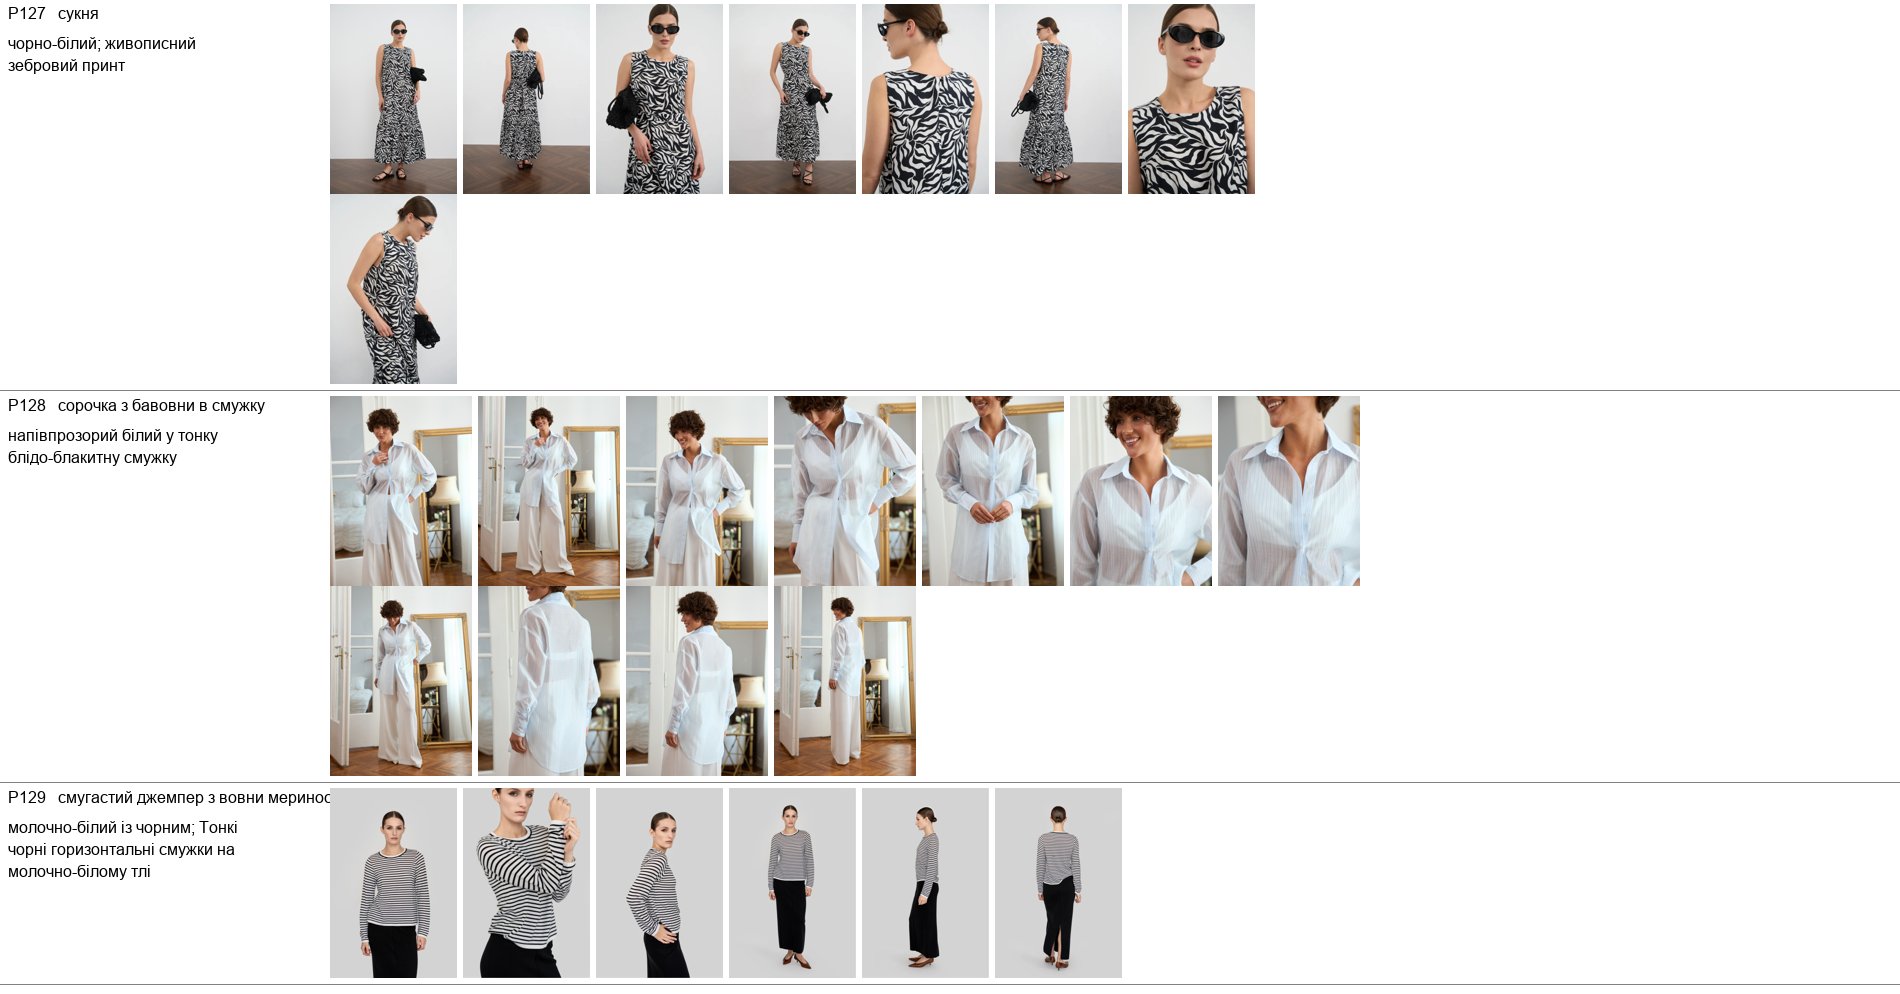 P127 сукня
чорно-білий; живописний
зебровий принт
P128 сорочка з бавовни в смужку
напівпрозорий білий у тонку
блідо-блакитну смужку
P129 смугастий джемпер з вовни меринос
молочно-білий із чорним; Тонкі
чорні горизонтальні смужки на
молочно-білому тлі